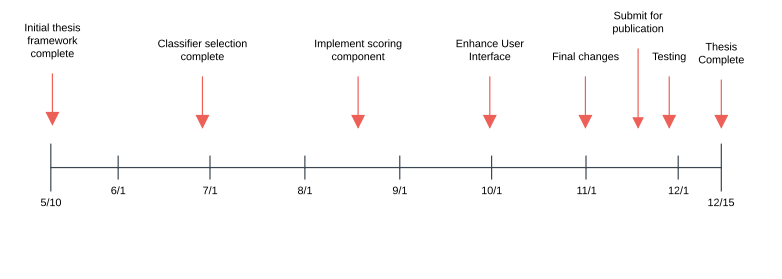 Initial thesis
framework
complete
Classifier selection
complete
Implement scoring
component
Enhance User
Interface
Final changes
Submit for
publication
Testing
Thesis
Complete
5/10
6/1
7/1
8/1
9/1
10/1
11/1
12/1
12/15